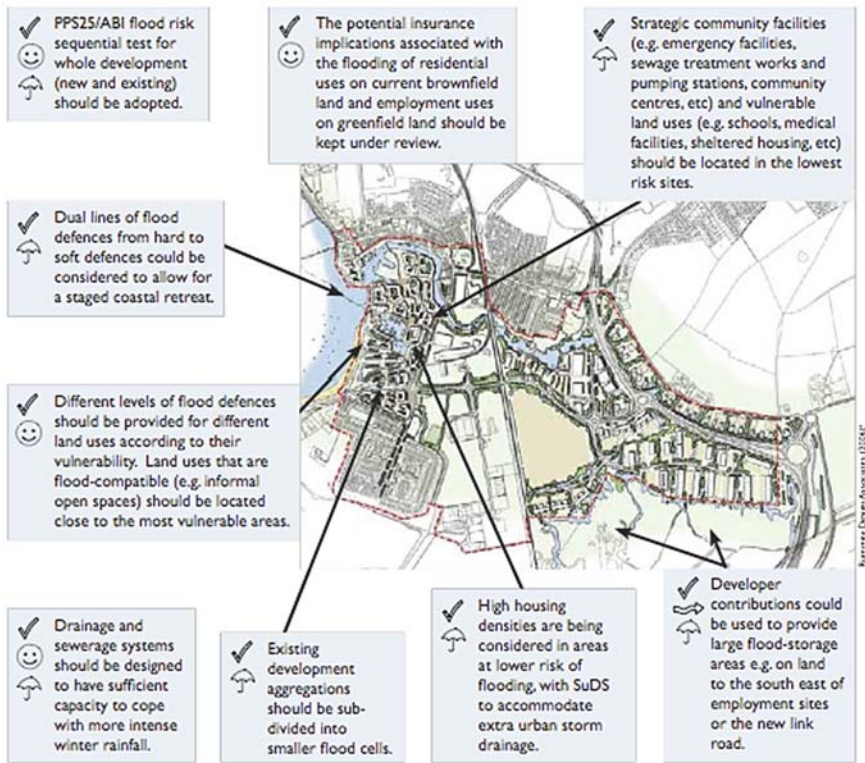 PPS25/ABI flood risk
sequential test for
whole development
(new and existing)
should be adopted.
The potential insurance
implications associated with
the flooding of residential
uses on current brownfield
land and employment uses
on greenfield land should be
kept under review.
Strategic community facilities
(e.g. emergency facilities,
sewage treatment works and
pumping stations, community
centres, etc) and vulnerable
land uses (e.g. schools, medical
facilities, sheltered housing, etc)
should be located in the lowest
risk sites.
Dual lines of flood
defences from hard to
soft defences could be
considered to allow for
a staged coastal retreat.
Different levels of flood defences
should be provided for different
land uses according to their
vulnerability. Land uses that are
flood-compatible (e.g. informal
open spaces) should be located
close to the most vulnerable areas.
Drainage and
sewerage systems
should be designed
to have sufficient
capacity to cope
with more intense
winter rainfall.
Existing
development
aggregations
should be sub-
divided into
smaller flood cells.
High housing
densities are being
considered in areas
at lower risk of
flooding, with SuDS
to accommodate
extra urban storm
drainage.
Developer
contributions could
be used to provide
large flood-storage
areas e.g. on land
to the south east of
employment sites
or the new link
road.